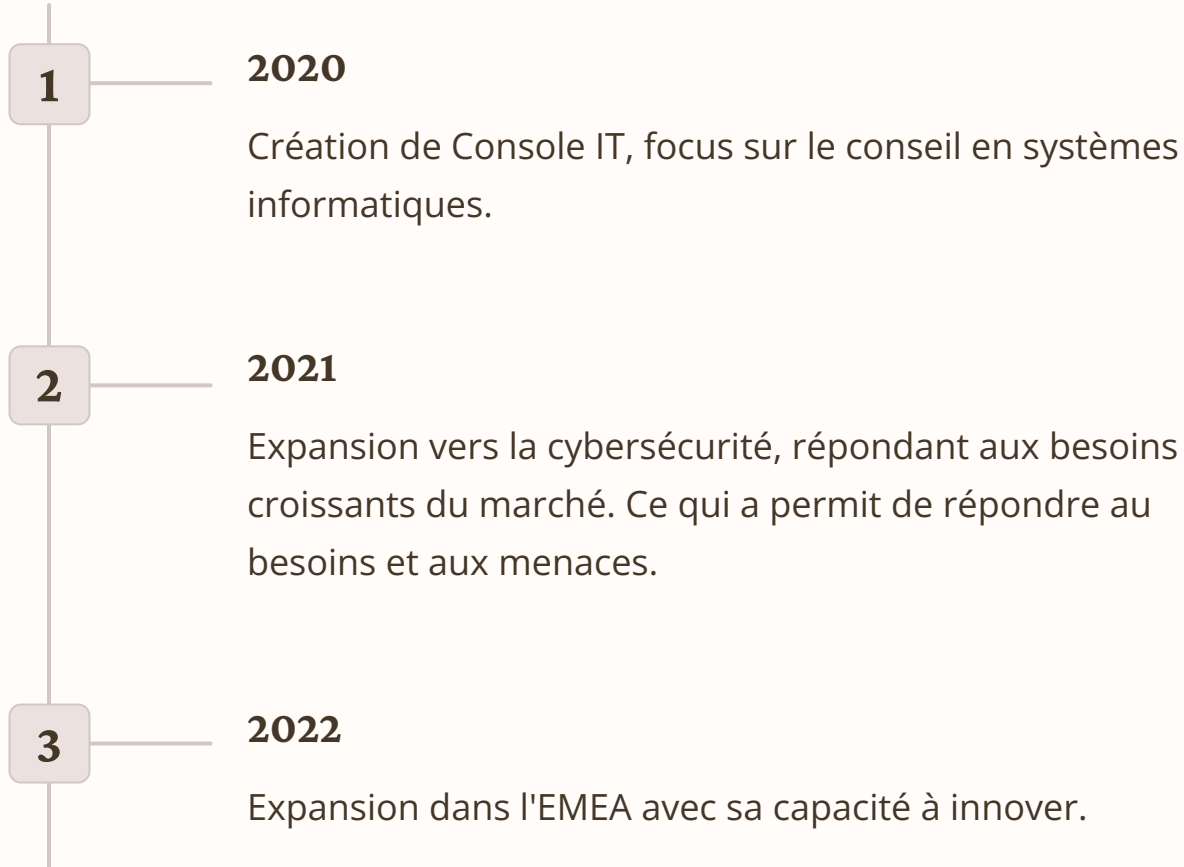 1
2020
Création de Console IT, focus sur le conseil en systèmes
informatiques.
2
2021
Expansion vers la cybersécurité, répondant aux besoins
croissants du marché. Ce qui a permit de répondre au
besoins et aux menaces.
3
2022
Expansion dans l'EMEA avec sa capacité à innover.